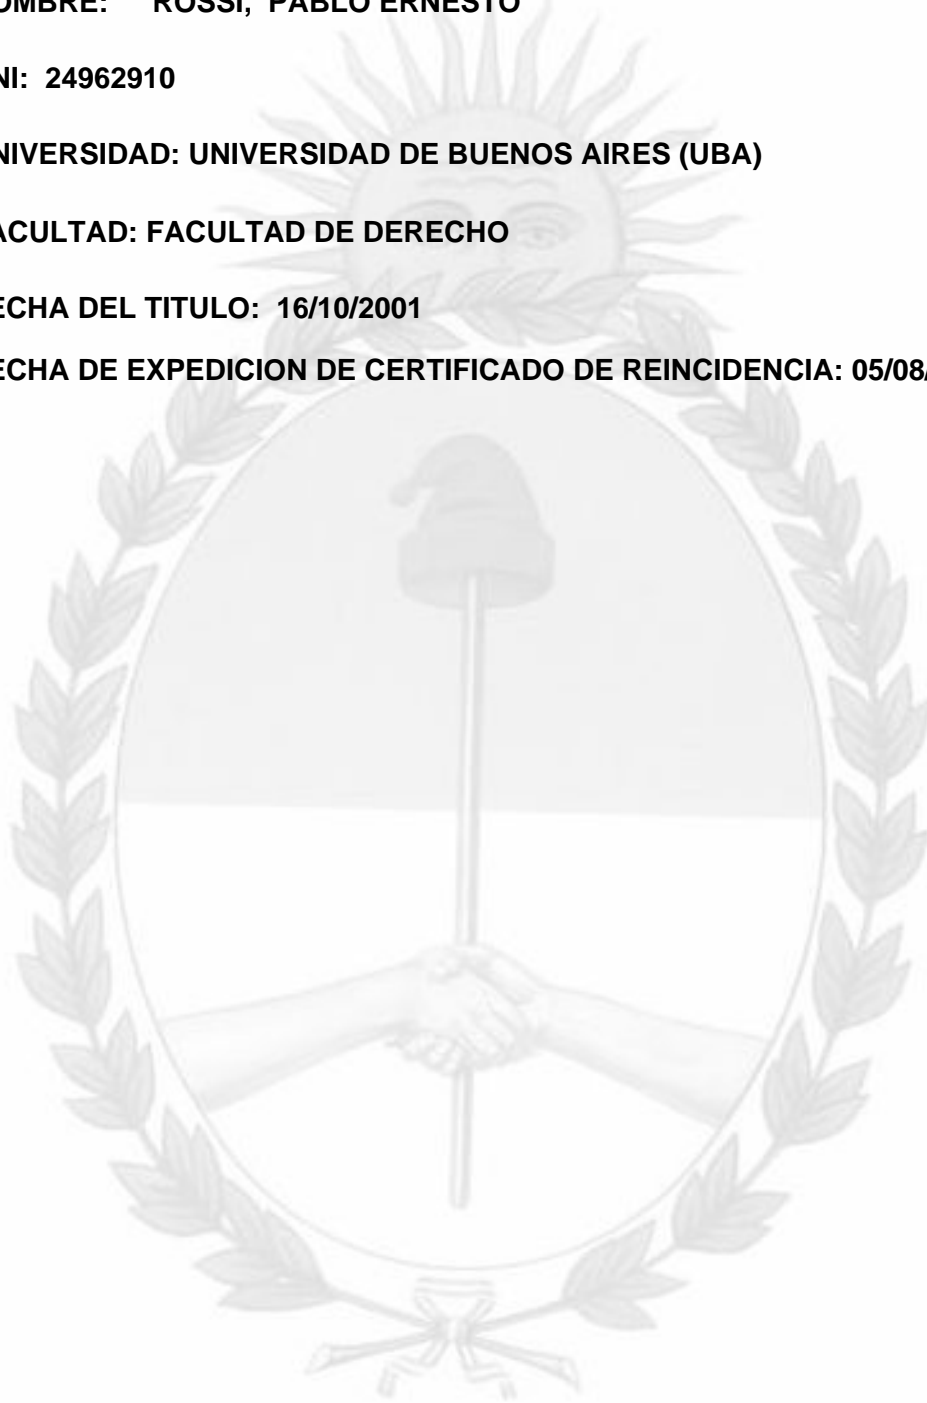 OMBRE: ROSSI, PABLO ERNESTO
NI: 24962910
NIVERSIDAD: UNIVERSIDAD DE BUENOS AIRES (UBA)
ACULTAD: FACULTAD DE DERECHO
ECHA DEL TITULO: 16/10/2001
ECHA DE EXPEDICION DE CERTIFICADO DE REINCIDENCIA: 05/08/